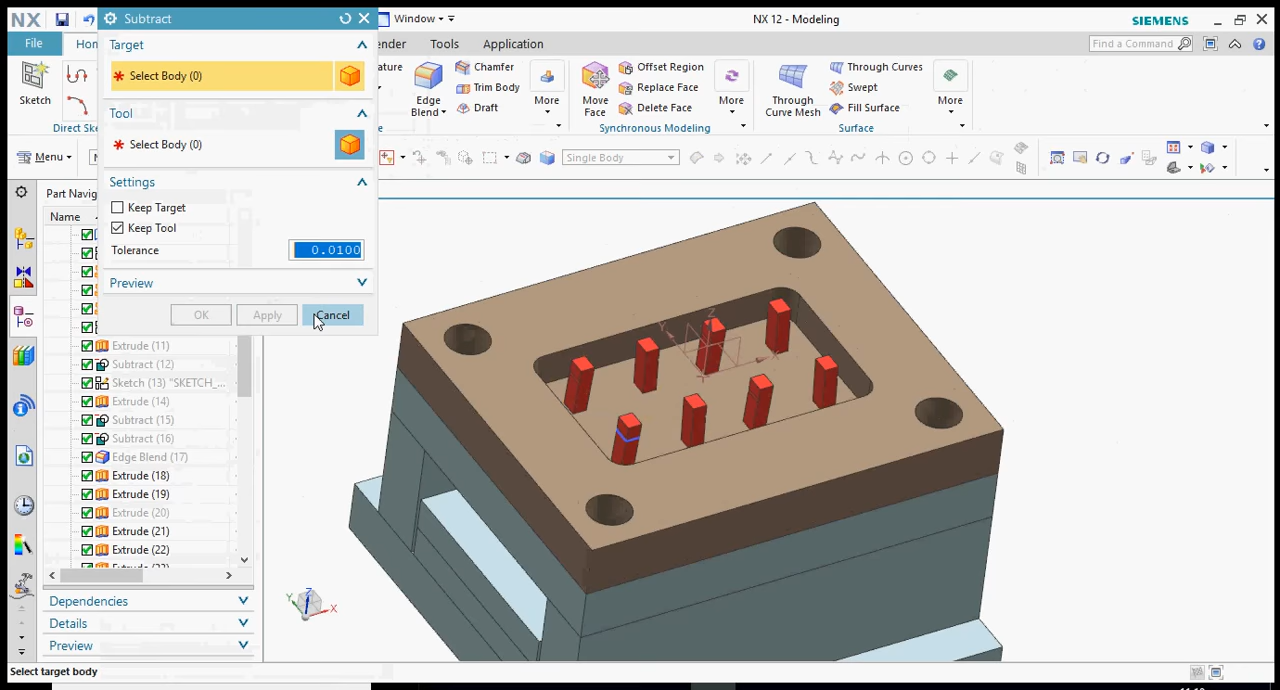 NX
Subtract
Window
NX 12 - Modeling
SIEMENS
File
Hon
ender
Tools
Application
Find a Command
Target
Select Body (0)
Tool
Select Body (0)
Settings
Keep Target
Keep Tool
Tolerance
0.0100
Preview
OK
Apply
Cancel
Sketch
Direct Ske
ature
Edge
Blend
Chamfer
Trim Body
Draft
More
Move
Face
Offset Region
Replace Face
Delete Face
More
Synchronous Modeling
Through
Curve Mesh
Through Curves
Swept
Fill Surface
More
Surface
Menu
Single Body
Part Navig
Name
Extrude (11)
Subtract (12)
Sketch (13) "SKETCH_...
Extrude (14)
Subtract (15)
Subtract (16)
Edge Blend (17)
Extrude (18)
Extrude (19)
Extrude (20)
Extrude (21)
Extrude (22)
Dependencies
Details
Preview
Select target body
Y
Z
X
Y
Z
X